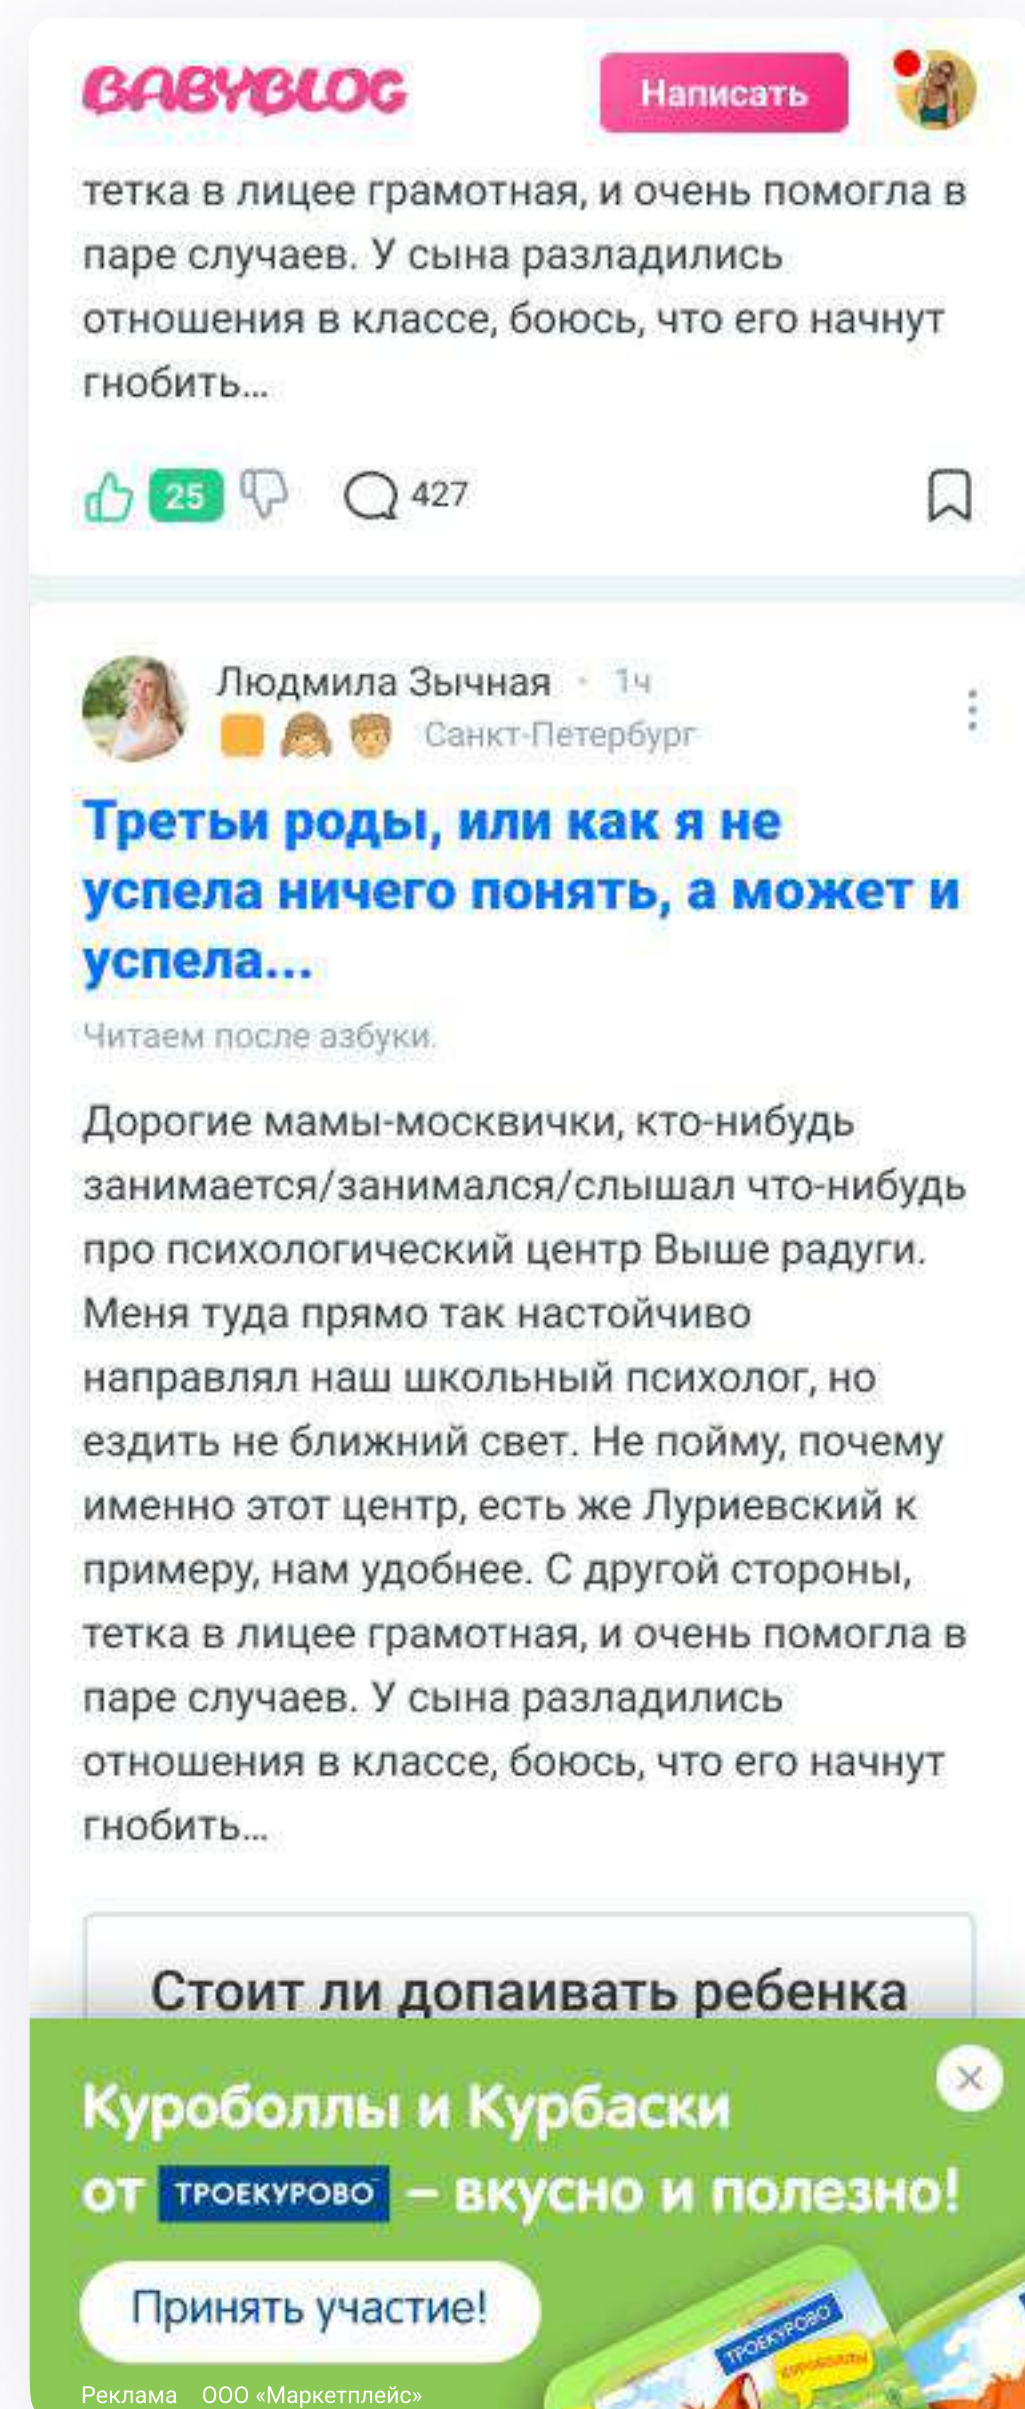 BABYBLOG
Написать
тетка в лицее грамотная, и очень помогла в
паре случаев. У сына разладились
отношения в классе, боюсь, что его начнут
гнобить...
25
427
Людмила Зычная · 1ч
Санкт-Петербург
Третьи роды, или как я не
успела ничего понять, а может и
успела...
Читаем после азбуки.
Дорогие мамы-москвички, кто-нибудь
занимается/занимался/слышал что-нибудь
про психологический центр Выше радуги.
Меня туда прямо так настойчиво
направлял наш школьный психолог, но
ездить не ближний свет. Не пойму, почему
именно этот центр, есть же Луриевский к
примеру, нам удобнее. С другой стороны,
тетка в лицее грамотная, и очень помогла в
паре случаев. У сына разладились
отношения в классе, боюсь, что его начнут
гнобить...
Стоит ли допаивать ребенка
Куроболлы и Курбаски
от ТРОЕКУРОВО – вкусно и полезно!
Принять участие!
ТРОЕКУРОВО
КУРОБОЛЛЫ
Реклама ООО «Маркетплейс»